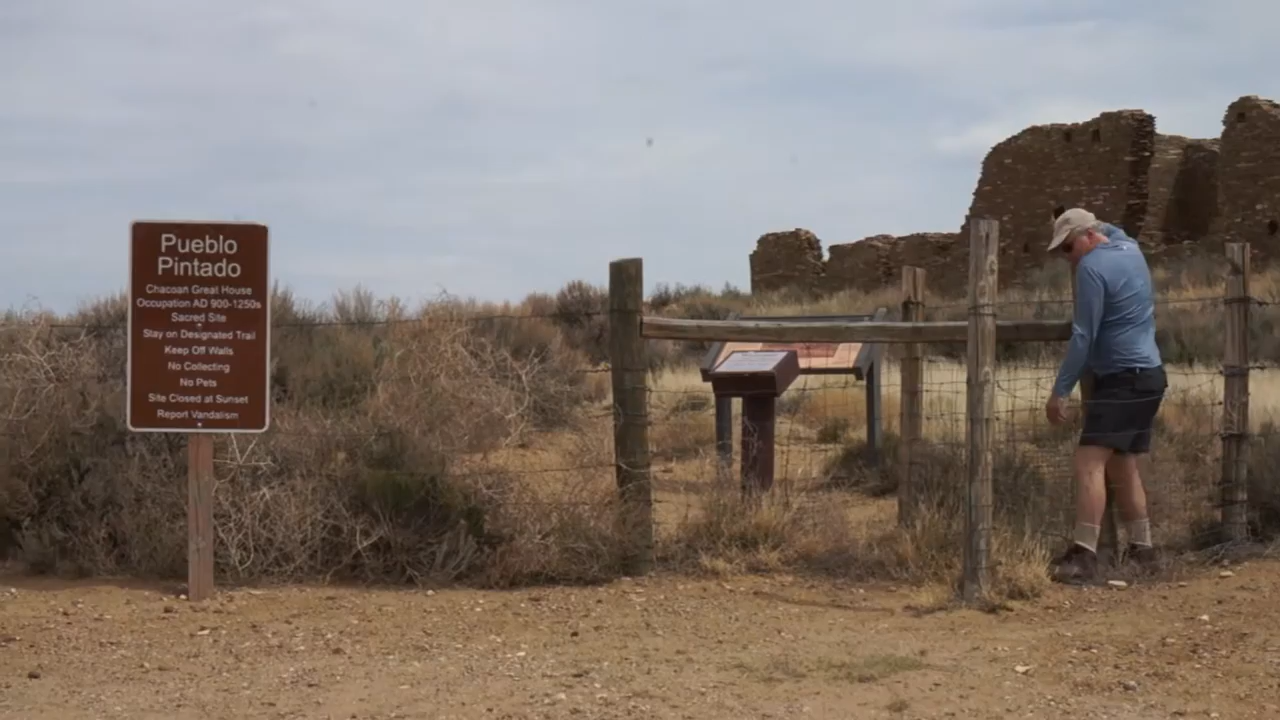 Pueblo
Pintado
Chacoan Great House
Occupation AD 900-1250s
Sacred Site
Stay on Designated Trail
Keep Off Walls
No Collecting
No Pets
Site Closed at Sunset
Report Vandalism